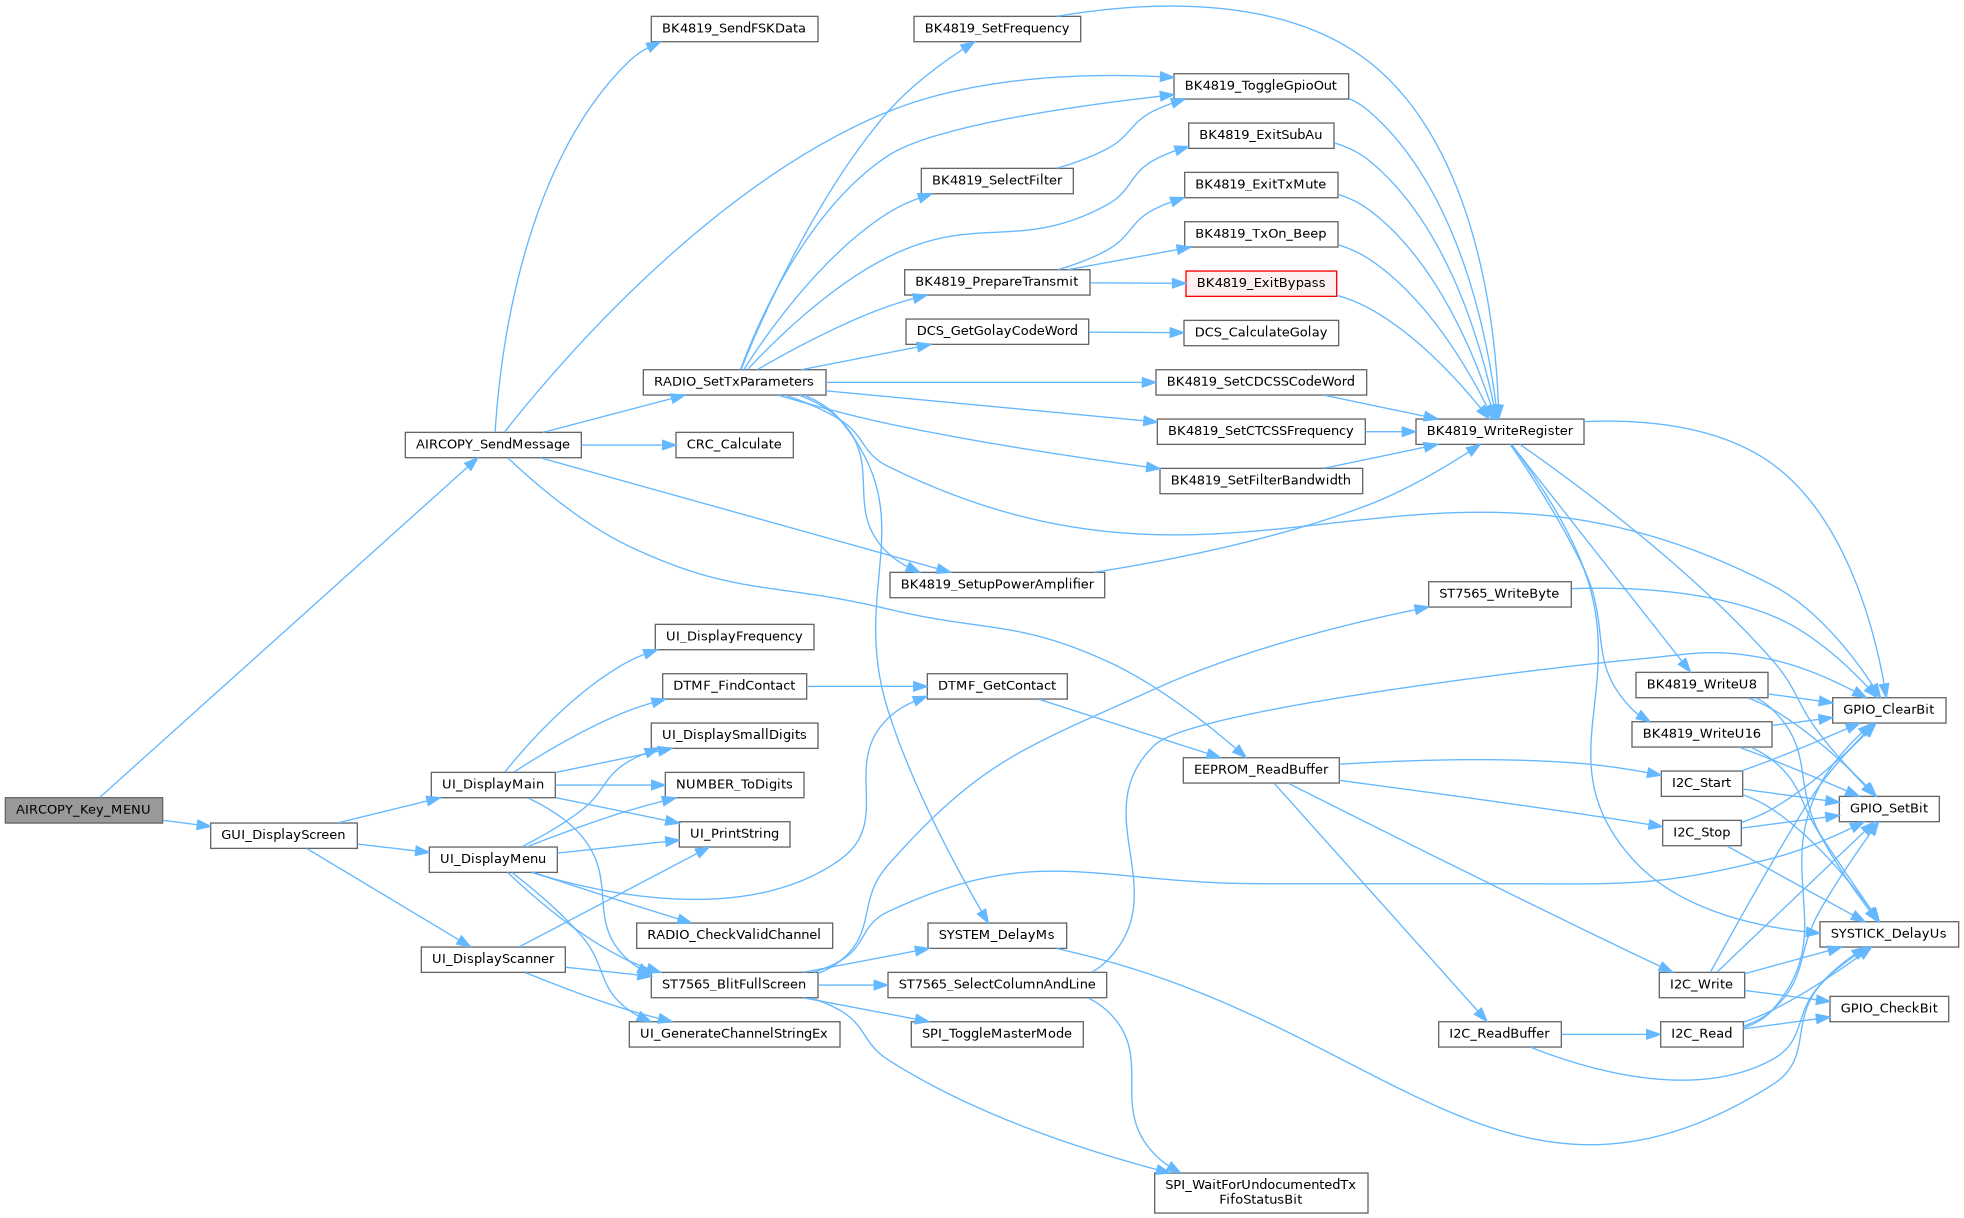 BK4819_SendFSKData
BK4819_SetFrequency
BK4819_ToggleGpioOut
BK4819_ExitSubAu
BK4819_SelectFilter
BK4819_ExitTxMute
BK4819_TxOn_Beep
BK4819_PrepareTransmit
BK4819_ExitBypass
DCS_GetGolayCodeWord
DCS_CalculateGolay
RADIO_SetTxParameters
BK4819_SetCDCSSCodeWord
AIRCOPY_SendMessage
CRC_Calculate
BK4819_SetCTCSSFrequency
BK4819_WriteRegister
BK4819_SetFilterBandwidth
BK4819_SetupPowerAmplifier
ST7565_WriteByte
UI_DisplayFrequency
DTMF_FindContact
DTMF_GetContact
BK4819_WriteU8
GPIO_ClearBit
UI_DisplaySmallDigits
BK4819_WriteU16
EEPROM_ReadBuffer
UI_DisplayMain
NUMBER_ToDigits
I2C_Start
AIRCOPY_Key_MENU
GPIO_SetBit
GUI_DisplayScreen
UI_PrintString
I2C_Stop
UI_DisplayMenu
RADIO_CheckValidChannel
SYSTEM_DelayMs
SYSTICK_DelayUs
UI_DisplayScanner
ST7565_BlitFullScreen
ST7565_SelectColumnAndLine
I2C_Write
GPIO_CheckBit
UI_GenerateChannelStringEx
SPI_ToggleMasterMode
I2C_ReadBuffer
I2C_Read
SPI_WaitForUndocumentedTx
FifoStatusBit